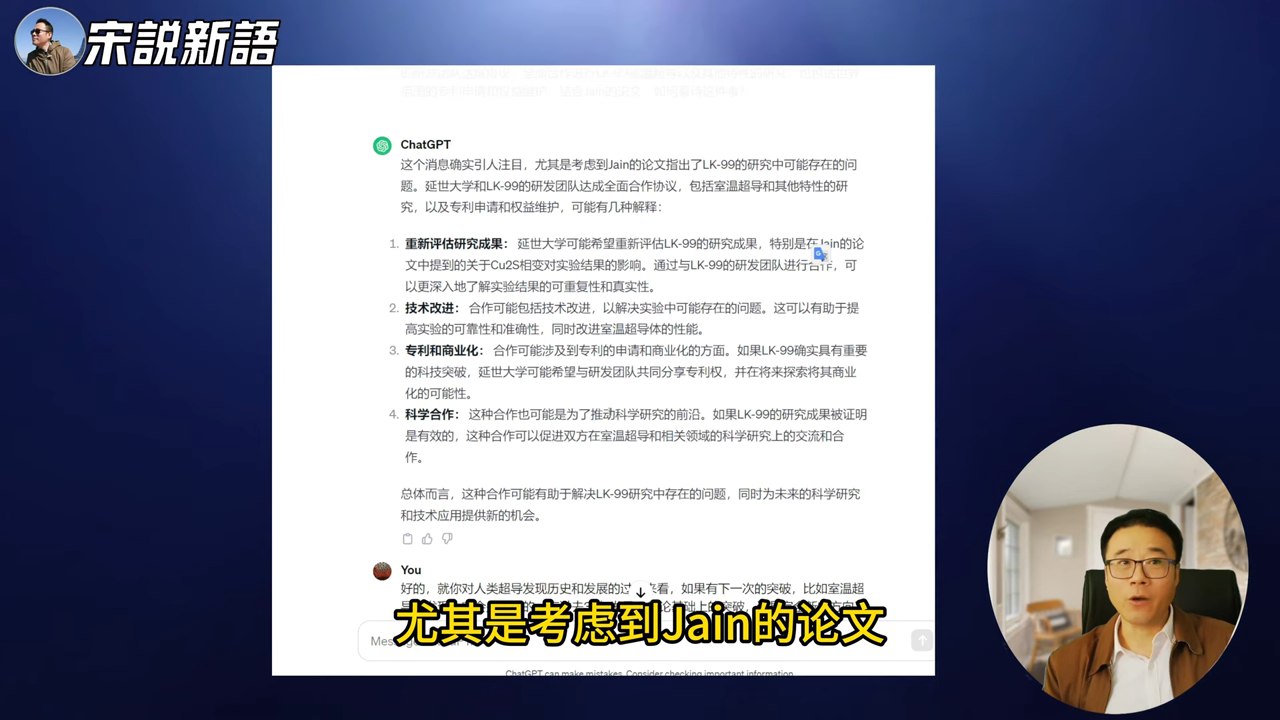 宋説新語
ChatGPT
这个消息确实引人注目，尤其是考虑到Jain的论文指出了LK-99的研究中可能存在的问
题。延世大学和LK-99的研发团队达成全面合作协议，包括室温超导和其他特性的研
究，以及专利申请和权益维护，可能有几种解释：
1. 重新评估研究成果： 延世大学可能希望重新评估LK-99的研究成果，特别是在Jain的论
文中提到的关于Cu2S相变对实验结果的影响。通过与LK-99的研发团队进行合作，可
以更深入地了解实验结果的可重复性和真实性。
2. 技术改进： 合作可能包括技术改进，以解决实验中可能存在的问题。这可以有助于提
高实验的可靠性和准确性，同时改进室温超导体的性能。
3. 专利和商业化： 合作可能涉及到专利的申请和商业化的方面。如果LK-99确实具有重要
的科技突破，延世大学可能希望与研发团队共同分享专利权，并在将来探索将其商业
化的可能性。
4. 科学合作： 这种合作也可能是为了推动科学研究的前沿。如果LK-99的研究成果被证明
是有效的，这种合作可以促进双方在室温超导和相关领域的科学研究上的交流和合
作。
总体而言，这种合作可能有助于解决LK-99研究中存在的问题，同时为未来的科学研究
和技术应用提供新的机会。
You
好的，就你对人类超导发现历史和发展的过 来看，如果有下一次的突破，比如室温超
尤其是考虑到Jain的论文
ChatGPT can make mistakes. Consider checking important information.